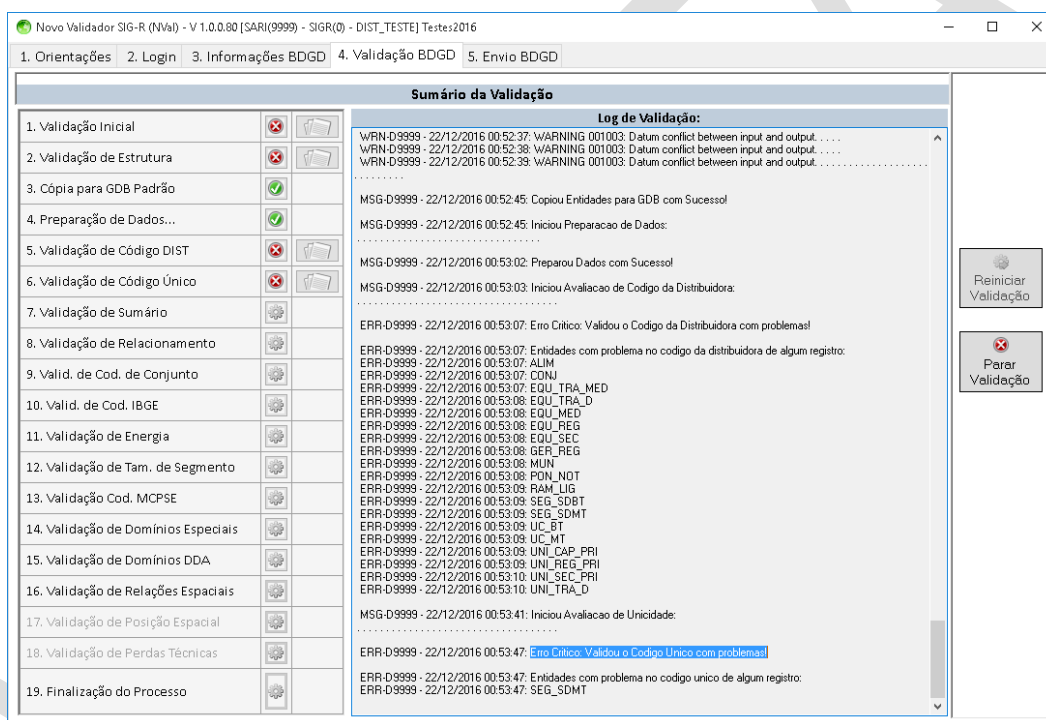 Novo Validador SIG-R (NVal) - V 1.0.0.80 [SARI(9999) - SIGR(0) - DIST_TESTE] Testes2016
1. Orientações 2. Login 3. Informações BDGD 4. Validação BDGD 5. Envio BDGD
Sumário da Validação
1. Validação Inicial
2. Validação de Estrutura
3. Cópia para GDB Padrão
4. Preparação de Dados...
5. Validação de Código DIST
6. Validação de Código Único
7. Validação de Sumário
8. Validação de Relacionamento
9. Valid. de Cod. de Conjunto
10. Valid. de Cod. IBGE
11. Validação de Energia
12. Validação de Tam. de Segmento
13. Validação Cod. MCPSE
14. Validação de Domínios Especiais
15. Validação de Domínios DDA
16. Validação de Relações Espaciais
17. Validação de Posição Espacial
18. Validação de Perdas Técnicas
19. Finalização do Processo
Log de Validação:
WRN-D9999 - 22/12/2016 00:52:37: WARNING 001003: Datum conflict between input and output. . . . .
WRN-D9999 - 22/12/2016 00:52:38: WARNING 001003: Datum conflict between input and output. . . . .
WRN-D9999 - 22/12/2016 00:52:39: WARNING 001003: Datum conflict between input and output. . . . . . . . . . . . . . . . . . . .
. . . . . . . . .
MSG-D9999 - 22/12/2016 00:52:45: Copiou Entidades para GDB com Sucesso!
MSG-D9999 - 22/12/2016 00:52:45: Iniciou Preparacao de Dados:
. . . . . . . . . . . . . . . . . . . . . . . . . . . . . . . . .
MSG-D9999 - 22/12/2016 00:53:02: Preparou Dados com Sucesso!
MSG-D9999 - 22/12/2016 00:53:03: Iniciou Avaliacao de Codigo da Distribuidora:
. . . . . . . . . . . . . . . . . . . . . . . . . . . . . . . . . . . .
ERR-D9999 - 22/12/2016 00:53:07: Erro Critico: Validou o Codigo da Distribuidora com problemas!
ERR-D9999 - 22/12/2016 00:53:07: Entidades com problema no codigo da distribuidora de algum registro:
ERR-D9999 - 22/12/2016 00:53:07: ALIM
ERR-D9999 - 22/12/2016 00:53:07: CONJ
ERR-D9999 - 22/12/2016 00:53:07: EQU_TRA_MED
ERR-D9999 - 22/12/2016 00:53:08: EQU_TRA_D
ERR-D9999 - 22/12/2016 00:53:08: EQU_MED
ERR-D9999 - 22/12/2016 00:53:08: EQU_REG
ERR-D9999 - 22/12/2016 00:53:08: EQU_SEC
ERR-D9999 - 22/12/2016 00:53:08: GER_REG
ERR-D9999 - 22/12/2016 00:53:08: MUN
ERR-D9999 - 22/12/2016 00:53:08: PON_NOT
ERR-D9999 - 22/12/2016 00:53:09: RAM_LIG
ERR-D9999 - 22/12/2016 00:53:09: SEG_SDBT
ERR-D9999 - 22/12/2016 00:53:09: SEG_SDMT
ERR-D9999 - 22/12/2016 00:53:09: UC_BT
ERR-D9999 - 22/12/2016 00:53:09: UC_MT
ERR-D9999 - 22/12/2016 00:53:09: UNI_CAP_PRI
ERR-D9999 - 22/12/2016 00:53:09: UNI_REG_PRI
ERR-D9999 - 22/12/2016 00:53:10: UNI_SEC_PRI
ERR-D9999 - 22/12/2016 00:53:10: UNI_TRA_D
MSG-D9999 - 22/12/2016 00:53:41: Iniciou Avaliacao de Unicidade:
. . . . . . . . . . . . . . . . . . . . . . . . . . . . . . . . . . . .
ERR-D9999 - 22/12/2016 00:53:47: Erro Critico: Validou o Codigo Unico com problemas!
ERR-D9999 - 22/12/2016 00:53:47: Entidades com problema no codigo unico de algum registro:
ERR-D9999 - 22/12/2016 00:53:47: SEG_SDMT
Reiniciar
Validação
Parar
Validação